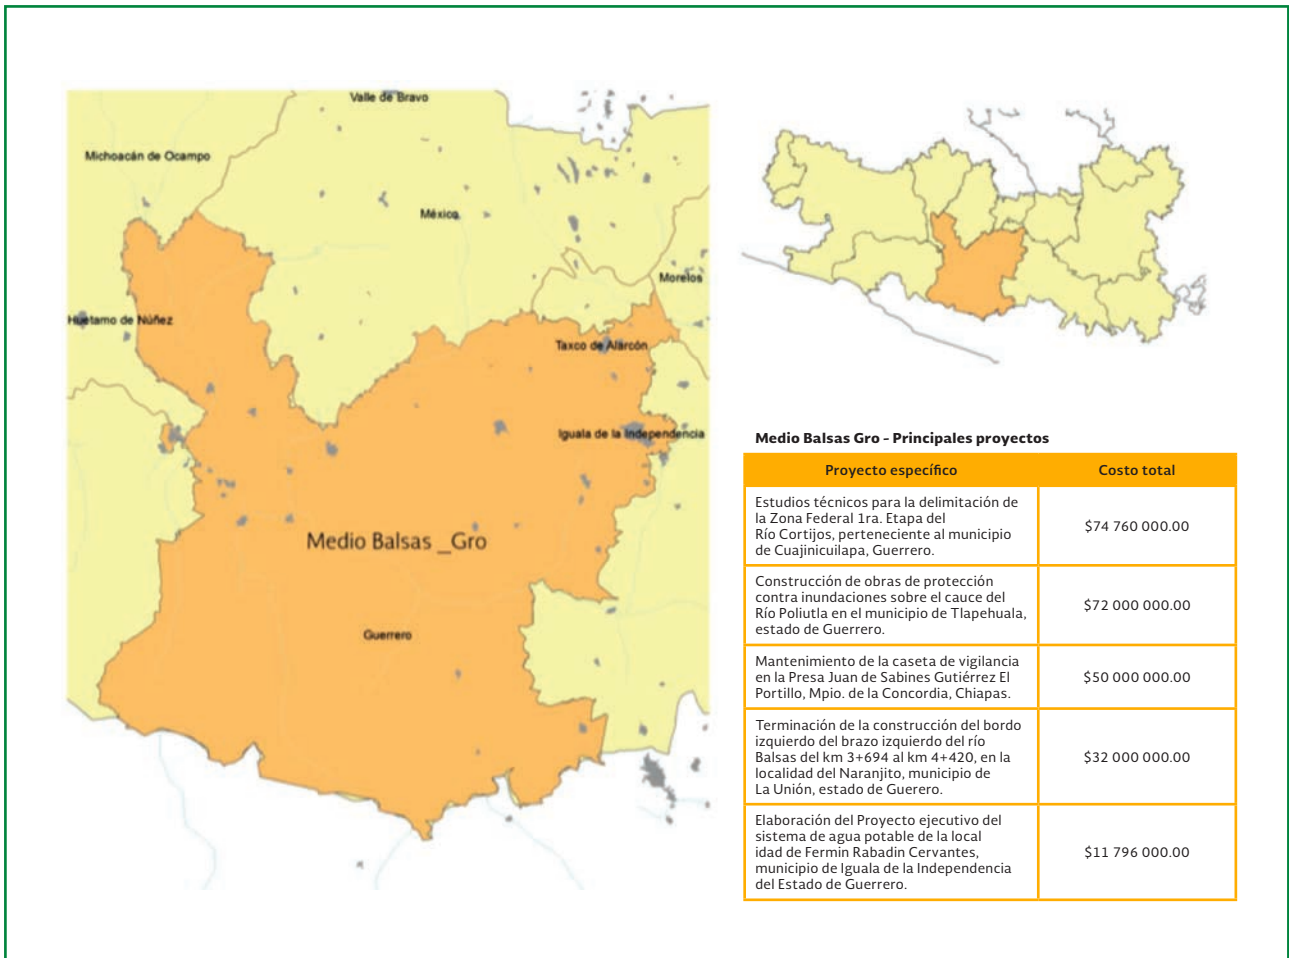 Valle de Bravo
Michoacán de Ocampo
México
Morelos
Huetamo de Núñez
Taxco de Alarcón
Iguala de la Independencia
Medio Balsas _Gro
Guerrero
Medio Balsas Gro - Principales proyectos
Proyecto específico
Costo total
Estudios técnicos para la delimitación de
la Zona Federal 1ra. Etapa del
Río Cortijos, perteneciente al municipio
de Cuajinicuilapa, Guerrero.
$74 760 000.00
Construcción de obras de protección
contra inundaciones sobre el cauce del
Río Poliutla en el municipio de Tlapehuala,
estado de Guerrero.
$72 000 000.00
Mantenimiento de la caseta de vigilancia
en la Presa Juan de Sabines Gutiérrez El
Portillo, Mpio. de la Concordia, Chiapas.
$50 000 000.00
Terminación de la construcción del bordo
izquierdo del brazo izquierdo del río
Balsas del km 3+694 al km 4+420, en la
localidad del Naranjito, municipio de
La Unión, estado de Guerero.
$32 000 000.00
Elaboración del Proyecto ejecutivo del
sistema de agua potable de la local
idad de Fermin Rabadin Cervantes,
municipio de Iguala de la Independencia
del Estado de Guerrero.
$11 796 000.00